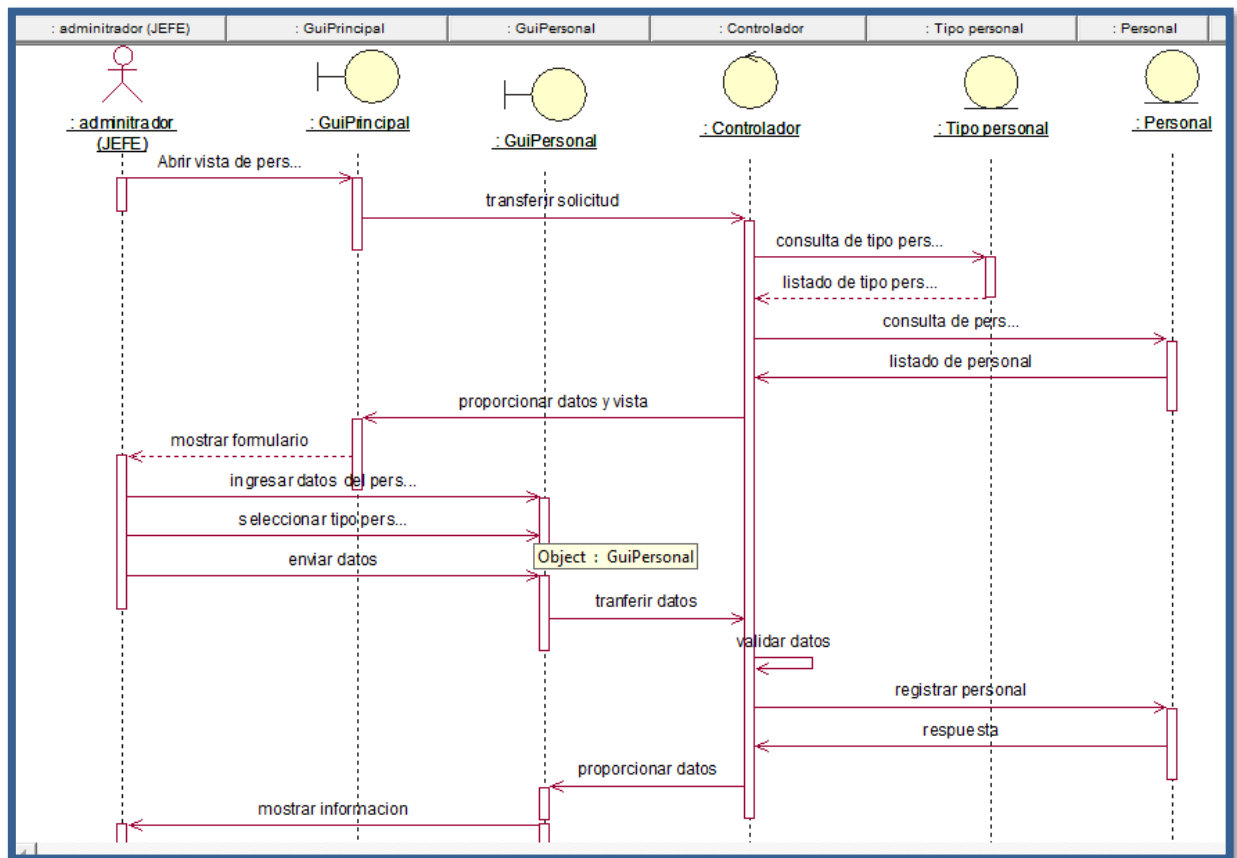 : adminitrador (JEFE)
: GuiPrincipal
: GuiPersonal
: Controlador
: Tipo personal
: Personal
: adminitrador
(JEFE)
: GuiPrincipal
: GuiPersonal
: Controlador
: Tipo personal
: Personal
Abrir vista de pers...
transferir solicitud
consulta de tipo pers...
listado de tipo pers...
consulta de pers...
listado de personal
proporcionar datos y vista
mostrar formulario
ingresar datos del pers...
seleccionar tipo pers...
enviar datos
Object : GuiPersonal
tranferir datos
validar datos
registrar personal
respuesta
proporcionar datos
mostrar informacion